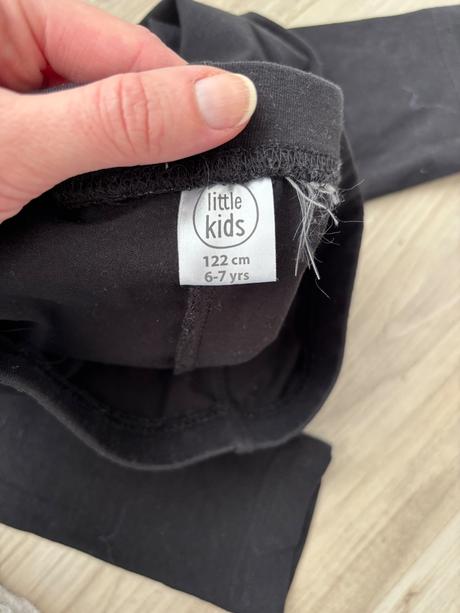 little
kids
122 cm
6-7 yrs